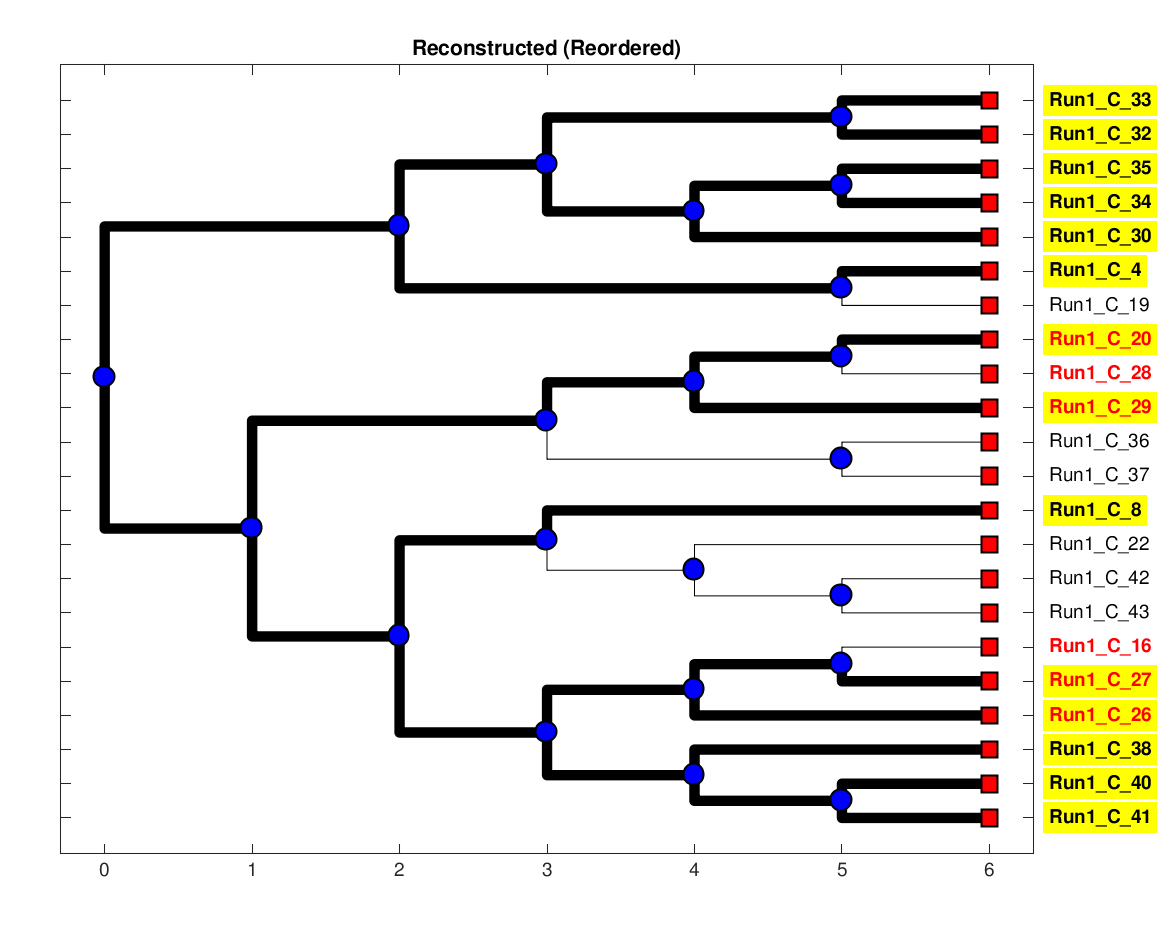 Reconstructed (Reordered)
Run1_C_33
Run1_C_32
Run1_C_35
Run1_C_34
Run1_C_30
Run1_C_4
Run1_C_19
Run1_C_20
Run1_C_28
Run1_C_29
Run1_C_36
Run1_C_37
Run1_C_8
Run1_C_22
Run1_C_42
Run1_C_43
Run1_C_16
Run1_C_27
Run1_C_26
Run1_C_38
Run1_C_40
Run1_C_41
0 1 2 3 4 5 6